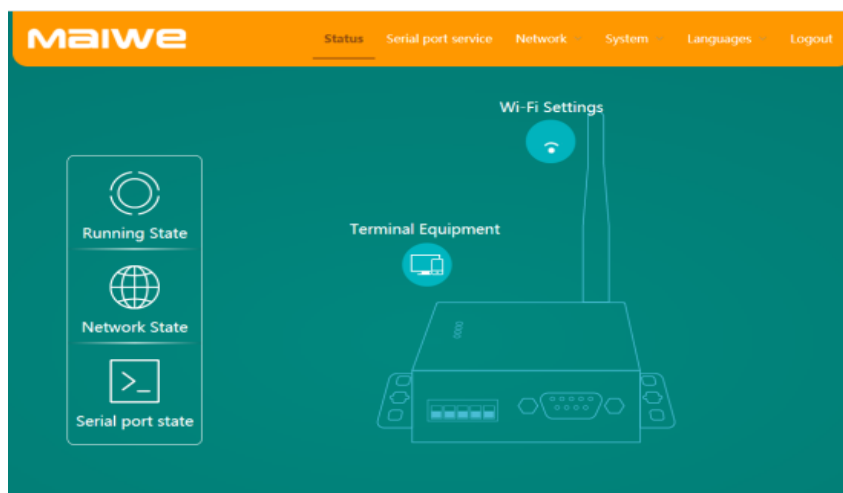 Maiwe
Status Serial port service Network System Languages Logout
Wi-Fi Settings
Running State
Terminal Equipment
Network State
>_
Serial port state